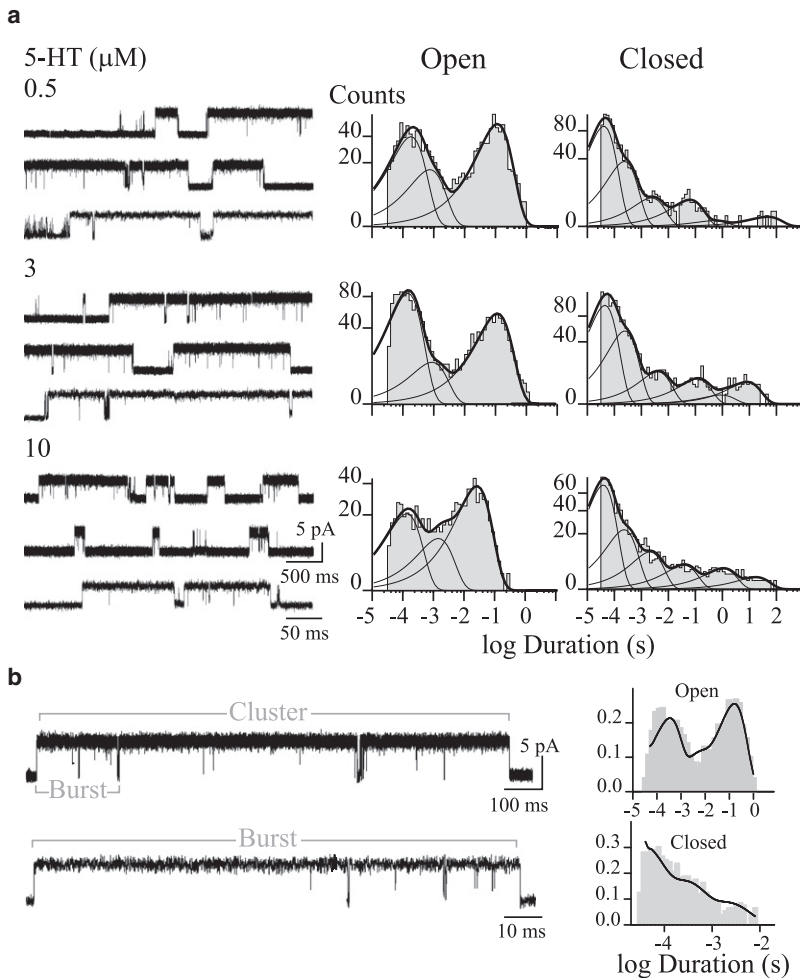 a
5-HT (μM)
Open
Closed
0.5
Counts
40
20
0
80
40
0
3
80
40
0
80
40
0
10
5 pA
500 ms
50 ms
40
20
0
60
40
20
0
-5 -4 -3 -2 -1 0 1
-5 -4 -3 -2 -1 0 1 2
log Duration (s)
b
Cluster
Burst
5 pA
100 ms
Burst
10 ms
Open
0.2
0.1
0.0
-5 -4 -3 -2 -1 0
Closed
0.3
0.2
0.1
0.0
-4 -3 -2
log Duration (s)